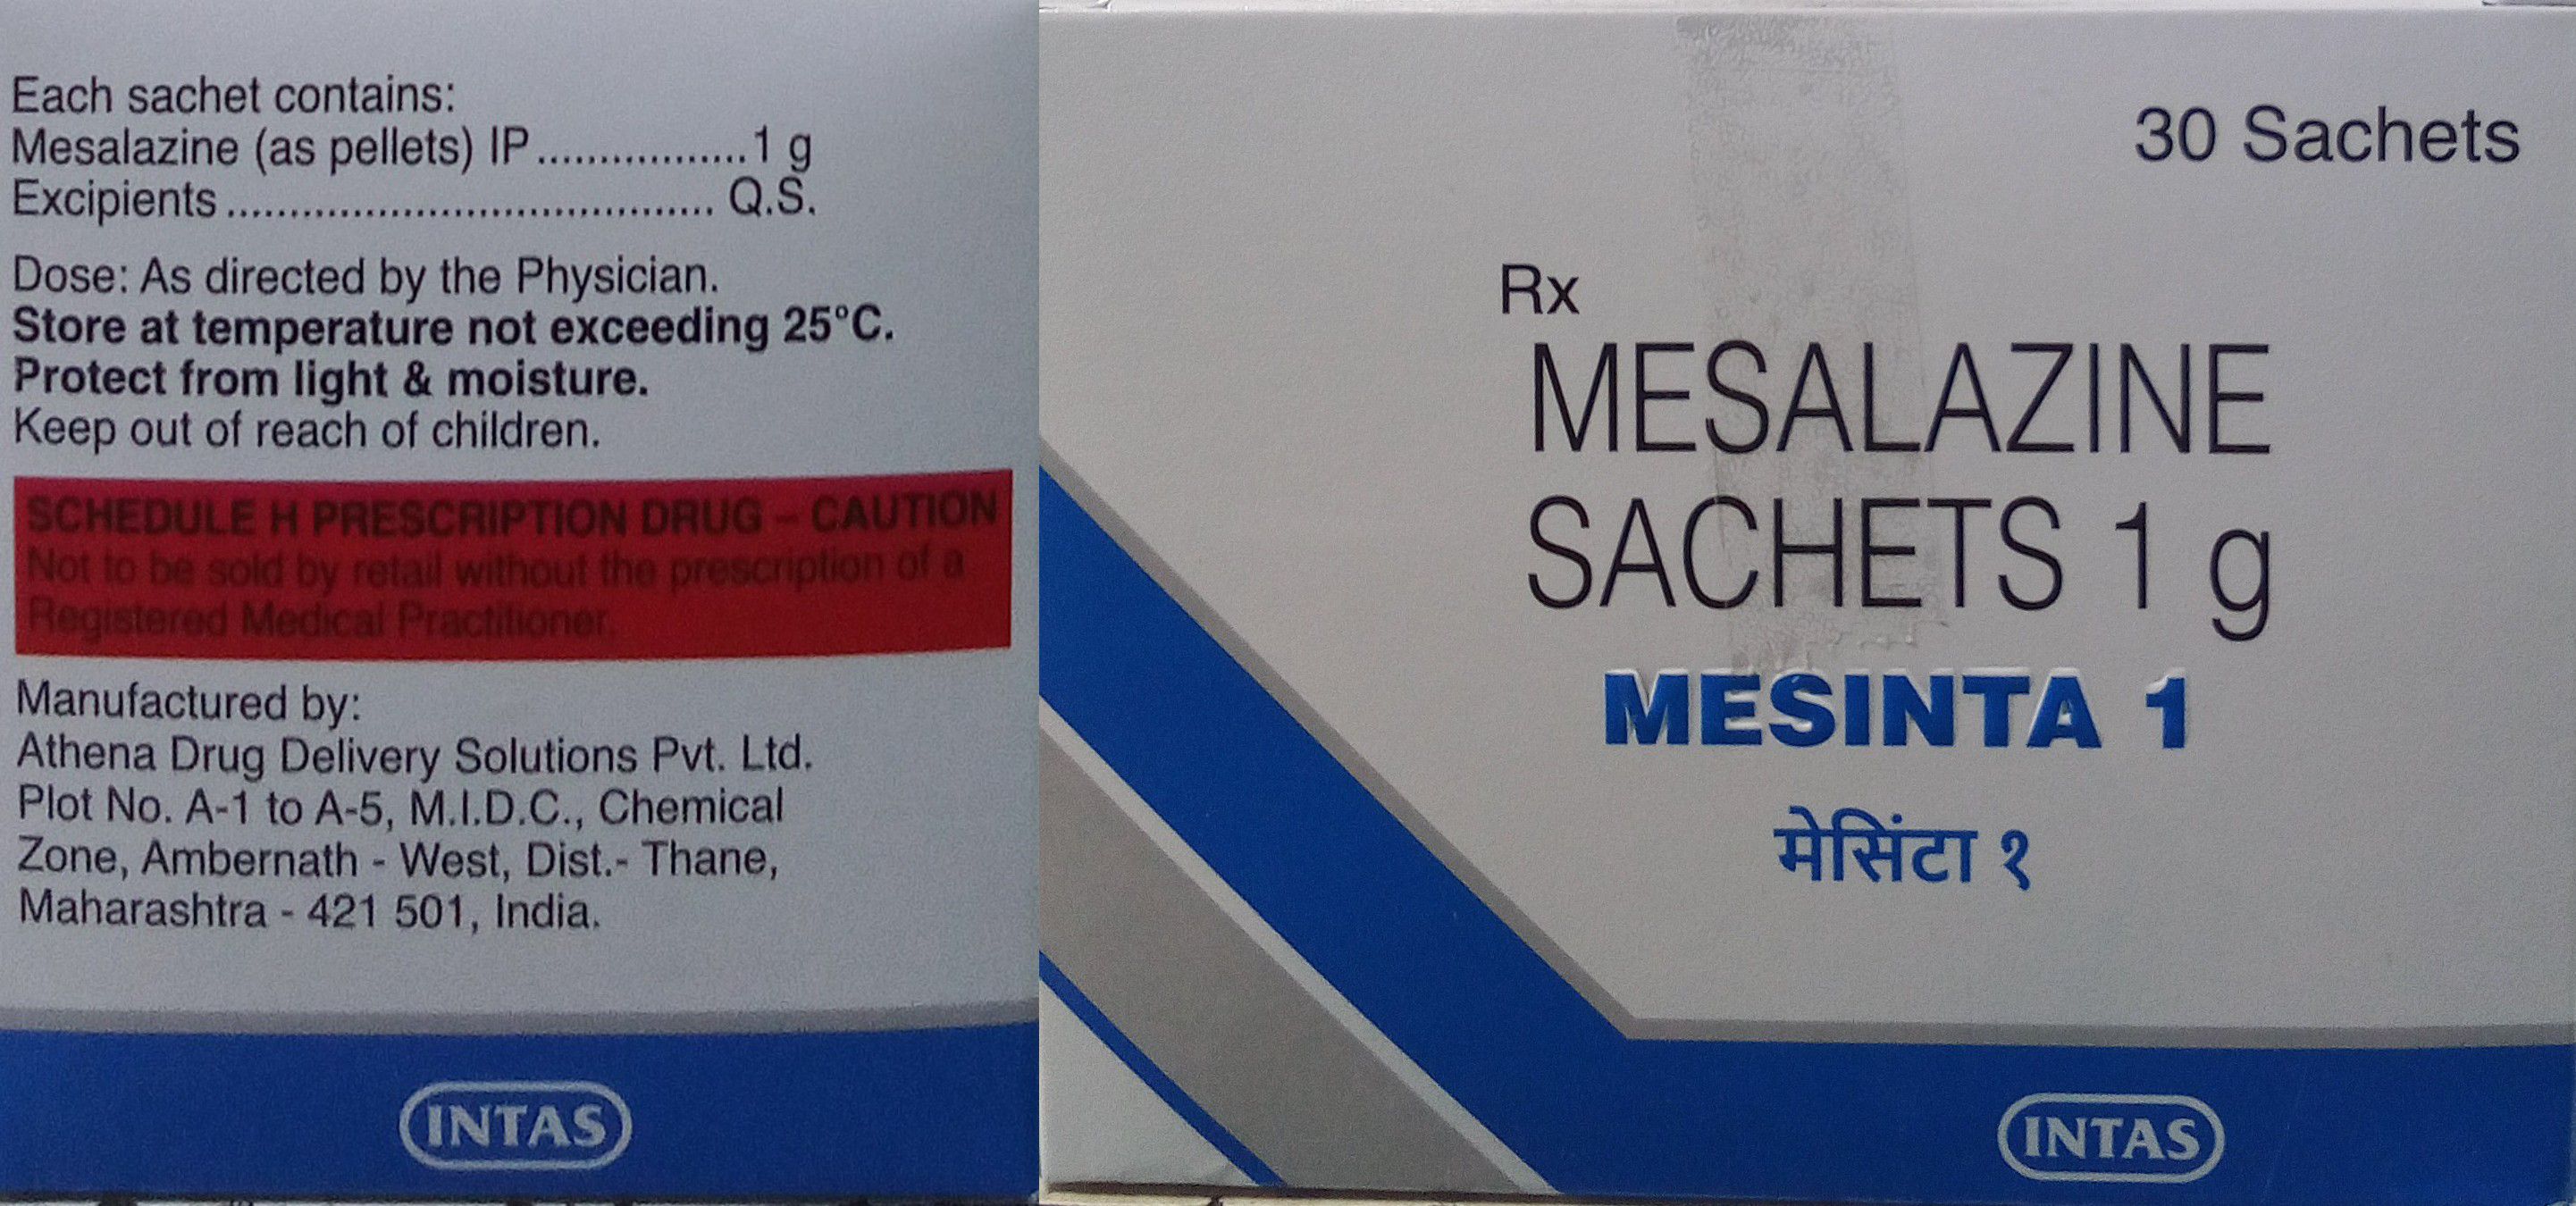 Each sachet contains:
Mesalazine (as pellets) IP..................1 g
Excipients....................................... Q.S.
Dose: As directed by the Physician.
Store at temperature not exceeding 25°C.
Protect from light & moisture.
Keep out of reach of children.
SCHEDULE H PRESCRIPTION DRUG – CAUTION
Not to be sold by retail without the prescription of a
Registered Medical Practitioner.
Manufactured by:
Athena Drug Delivery Solutions Pvt. Ltd.
Plot No. A-1 to A-5, M.I.D.C., Chemical
Zone, Ambernath - West, Dist.- Thane,
Maharashtra - 421 501, India.
INTAS
30 Sachets
Rx
MESALAZINE
SACHETS 1 g
MESINTA 1
मेसिंटा १
INTAS